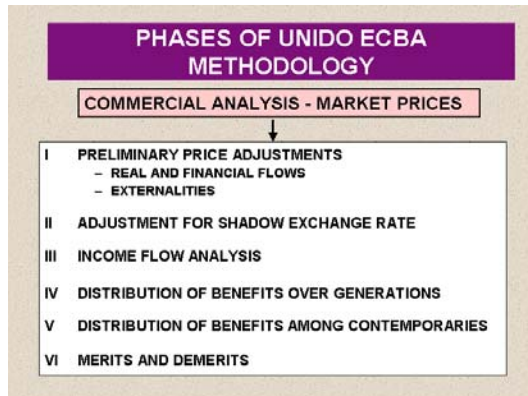 PHASES OF UNIDO ECBA
METHODOLOGY
COMMERCIAL ANALYSIS - MARKET PRICES
I PRELIMINARY PRICE ADJUSTMENTS
– REAL AND FINANCIAL FLOWS
– EXTERNALITIES
II ADJUSTMENT FOR SHADOW EXCHANGE RATE
III INCOME FLOW ANALYSIS
IV DISTRIBUTION OF BENEFITS OVER GENERATIONS
V DISTRIBUTION OF BENEFITS AMONG CONTEMPORARIES
VI MERITS AND DEMERITS